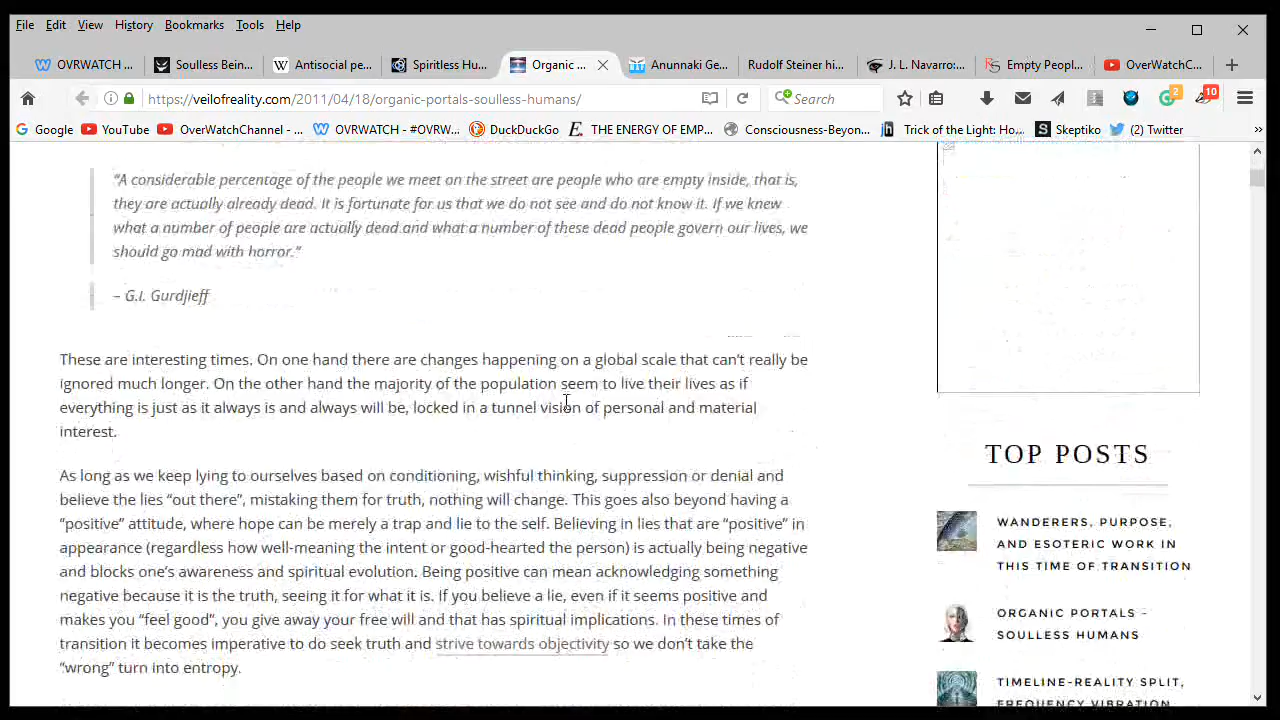 File Edit View History Bookmarks Tools Help
OVRWATCH ... Soulless Bein... Antisocial pe... Spiritless Hu... Organic ... Anunnaki Ge... Rudolf Steiner hi... J. L. Navarro:... Empty Peopl... OverWatchC...
https://veilofreality.com/2011/04/18/organic-portals-soulless-humans/ Search 2 10
Google YouTube OverWatchChannel - ... OVRWATCH - #OVRW... DuckDuckGo THE ENERGY OF EMP... Consciousness-Beyon... Trick of the Light: Ho... Skeptiko (2) Twitter
“A considerable percentage of the people we meet on the street are people who are empty inside, that is,
they are actually already dead. It is fortunate for us that we do not see and do not know it. If we knew
what a number of people are actually dead and what a number of these dead people govern our lives, we
should go mad with horror.”
– G.I. Gurdjieff
These are interesting times. On one hand there are changes happening on a global scale that can’t really be
ignored much longer. On the other hand the majority of the population seem to live their lives as if
everything is just as it always is and always will be, locked in a tunnel vision of personal and material
interest.
As long as we keep lying to ourselves based on conditioning, wishful thinking, suppression or denial and
believe the lies “out there”, mistaking them for truth, nothing will change. This goes also beyond having a
“positive” attitude, where hope can be merely a trap and lie to the self. Believing in lies that are “positive” in
appearance (regardless how well-meaning the intent or good-hearted the person) is actually being negative
and blocks one’s awareness and spiritual evolution. Being positive can mean acknowledging something
negative because it is the truth, seeing it for what it is. If you believe a lie, even if it seems positive and
makes you “feel good”, you give away your free will and that has spiritual implications. In these times of
transition it becomes imperative to do seek truth and strive towards objectivity so we don’t take the
“wrong” turn into entropy.
TOP POSTS
WANDERERS, PURPOSE,
AND ESOTERIC WORK IN
THIS TIME OF TRANSITION
ORGANIC PORTALS –
SOULLESS HUMANS
TIMELINE-REALITY SPLIT,
FREQUENCY VIBRATION